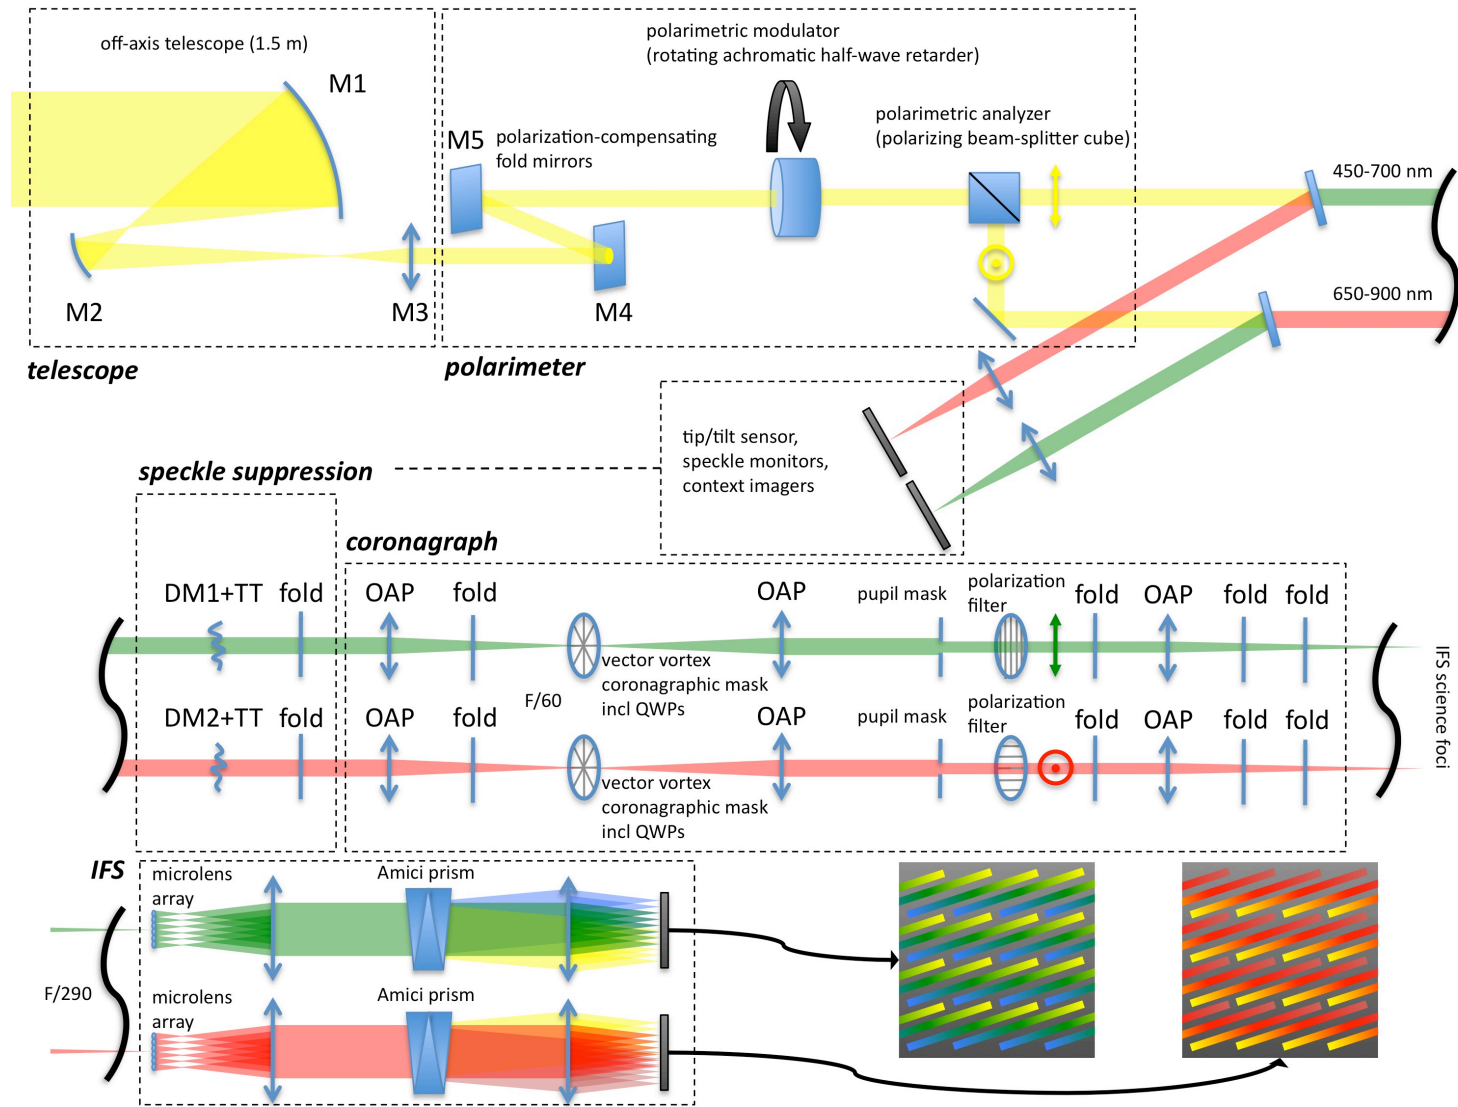 off-axis telescope (1.5 m)
M1
M2
M3
telescope
polarimetric modulator
(rotating achromatic half-wave retarder)
M5
polarization-compensating
fold mirrors
M4
polarimetric analyzer
(polarizing beam-splitter cube)
polarimeter
450-700 nm
650-900 nm
tip/tilt sensor,
speckle monitors,
context imagers
speckle suppression
coronagraph
DM1+TT
fold
OAP
fold
vector vortex
coronagraphic mask
incl QWPs
F/60
OAP
pupil mask
polarization
filter
fold
OAP
fold
fold
DM2+TT
fold
OAP
fold
vector vortex
coronagraphic mask
incl QWPs
OAP
pupil mask
polarization
filter
fold
OAP
fold
fold
IFS science foci
IFS
microlens
array
Amici prism
F/290
microlens
array
Amici prism